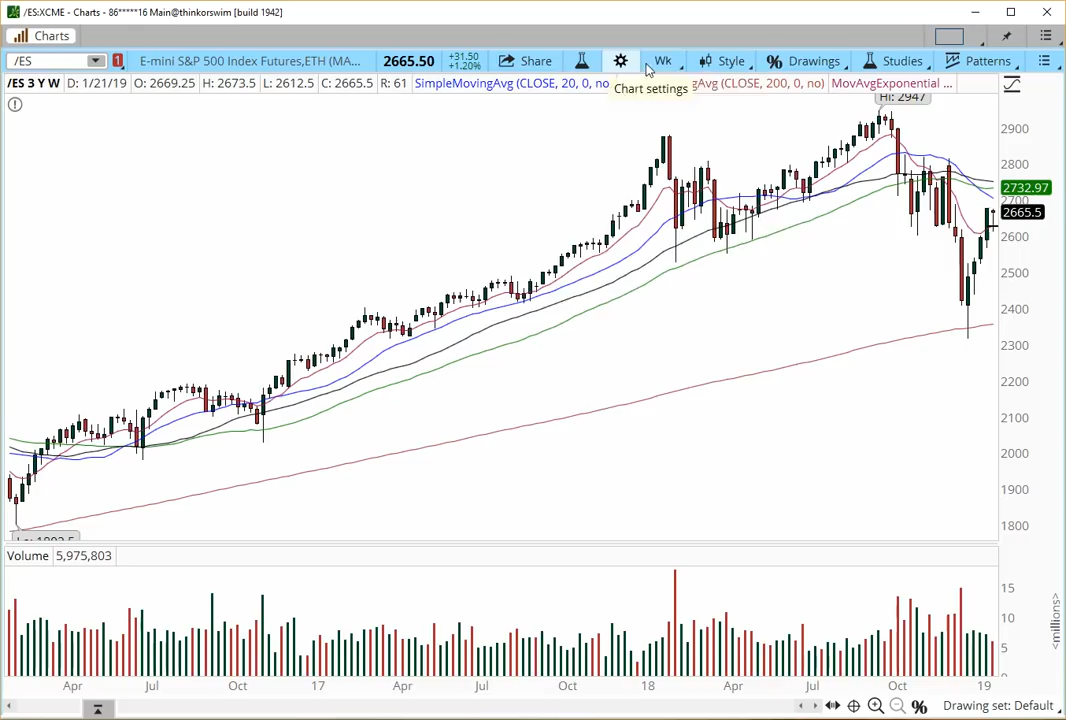 /ES:XCME - Charts - 86*****16 Main@thinkorswim [build 1942]
Charts
/ES 1 E-mini S&P 500 Index Futures,ETH (MA... 2665.50 +31.50 +1.20% Share Wk Style Drawings Studies Patterns
/ES 3 Y W D: 1/21/19 O: 2669.25 H: 2673.5 L: 2612.5 C: 2665.5 R: 61 SimpleMovingAvg (CLOSE, 20, 0, no gAvg (CLOSE, 200, 0, no) MovAvgExponential ...
Chart settings
Hi: 2947
2900
2800
2732.97
2700
2665.5
2600
2500
2400
2300
2200
2100
2000
1900
1800
Volume 5,975,803
15
10
5
<millions>
Apr Jul Oct 17 Apr Jul Oct 18 Apr Jul Oct 19
Drawing set: Default